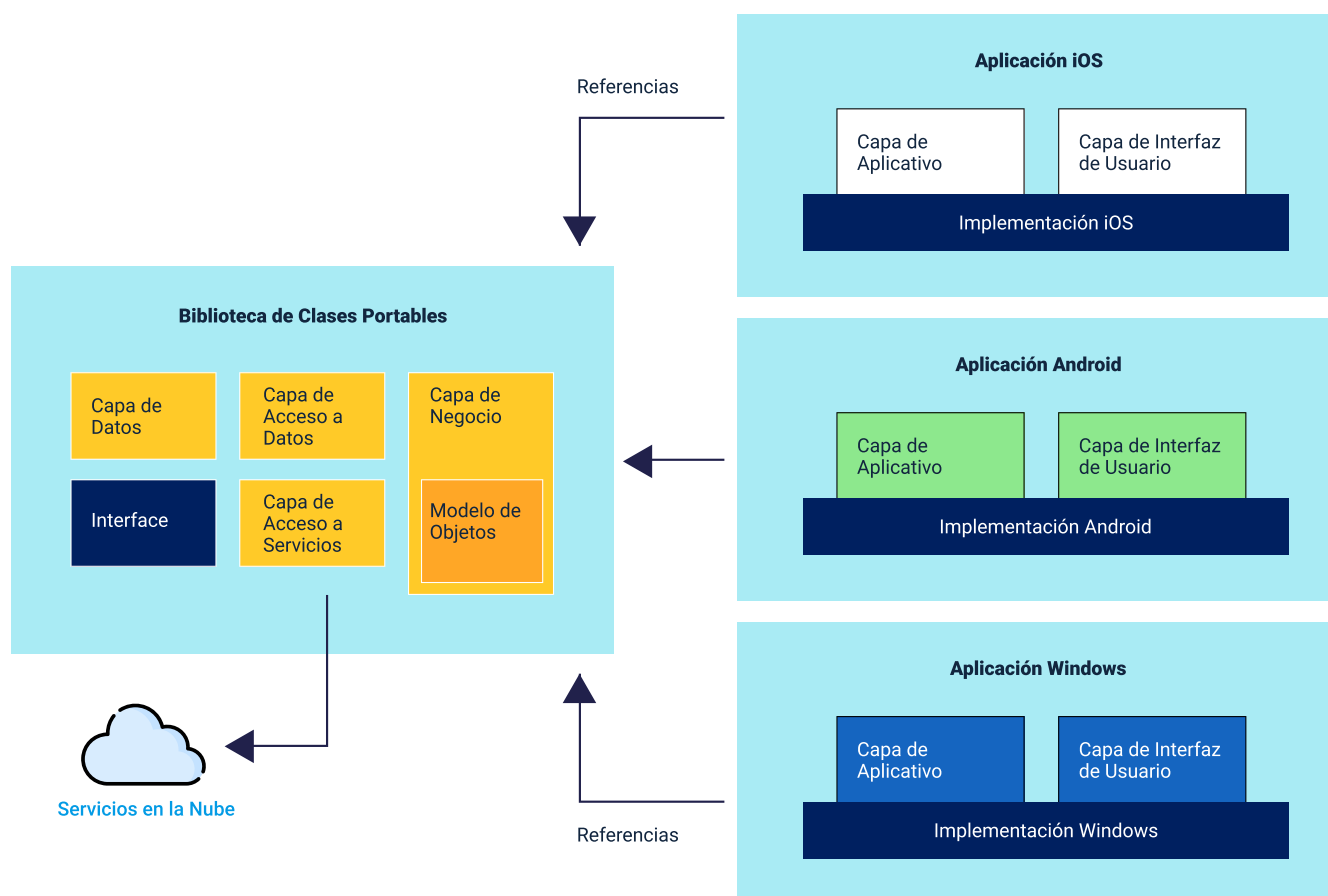 Referencias
Aplicación iOS
Capa de
Aplicativo
Capa de Interfaz
de Usuario
Implementación iOS
Biblioteca de Clases Portables
Capa de
Datos
Capa de
Acceso a
Datos
Capa de
Negocio
Interface
Capa de
Acceso a
Servicios
Modelo de
Objetos
Aplicación Android
Capa de
Aplicativo
Capa de Interfaz
de Usuario
Implementación Android
Servicios en la Nube
Referencias
Aplicación Windows
Capa de
Aplicativo
Capa de Interfaz
de Usuario
Implementación Windows